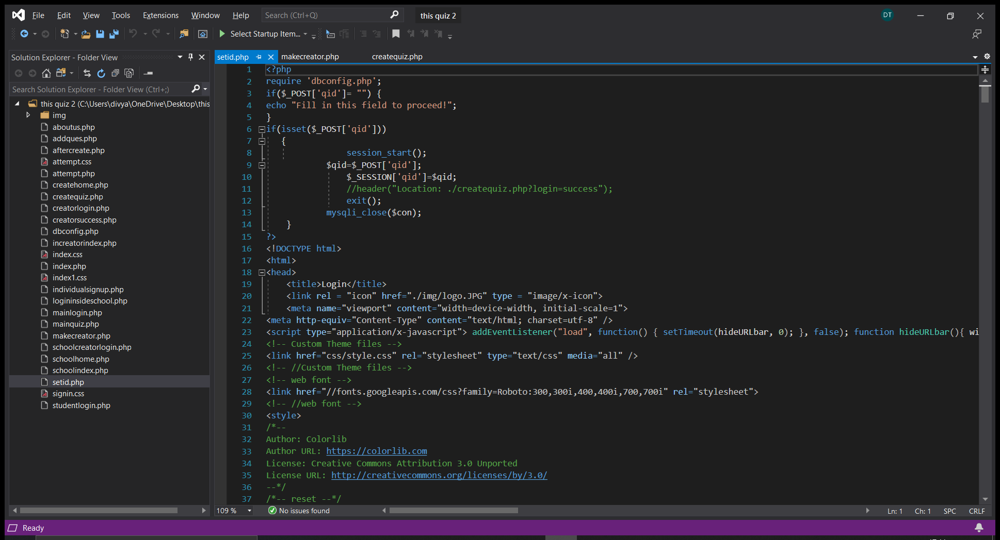 File Edit View Tools Extensions Window Help Search (Ctrl+Q) this quiz 2 DT
Select Startup Item...
Solution Explorer - Folder View
Search Solution Explorer - Folder View (Ctrl+;)
this quiz 2 (C:\Users\divya\OneDrive\Desktop\this
img
aboutus.php
addques.php
aftercreate.php
attempt.css
attempt.php
createhome.php
createquiz.php
creatorlogin.php
creatorsuccess.php
dbconfig.php
increatorindex.php
index.css
index.php
index1.css
individualsignup.php
logininsideschool.php
mainlogin.php
mainquiz.php
makecreator.php
schoolcreatorlogin.php
schoolhome.php
schoolindex.php
setid.php
signin.css
studentlogin.php
setid.php makecreator.php createquiz.php
1 <?php
2 require 'dbconfig.php';
3 if($_POST['qid']= "") {
4 echo "Fill in this field to proceed!";
5 }
6 if(isset($_POST['qid']))
7 {
8 session_start();
9 $qid=$_POST['qid'];
10 $_SESSION['qid']=$qid;
11 //header("Location: ./createquiz.php?login=success");
12 exit();
13 mysqli_close($con);
14 }
15 ?>
16 <!DOCTYPE html>
17 <html>
18 <head>
19 <title>Login</title>
20 <link rel = "icon" href="./img/logo.JPG" type = "image/x-icon">
21 <meta name="viewport" content="width=device-width, initial-scale=1">
22 <meta http-equiv="Content-Type" content="text/html; charset=utf-8" />
23 <script type="application/x-javascript"> addEventListener("load", function() { setTimeout(hideURLbar, 0); }, false); function hideURLbar(){ wi
24 <!-- Custom Theme files -->
25 <link href="css/style.css" rel="stylesheet" type="text/css" media="all" />
26 <!-- //Custom Theme files -->
27 <!-- web font -->
28 <link href="//fonts.googleapis.com/css?family=Roboto:300,300i,400,400i,700,700i" rel="stylesheet">
29 <!-- //web font -->
30 <style>
31 /*--
32 Author: Colorlib
33 Author URL: https://colorlib.com
34 License: Creative Commons Attribution 3.0 Unported
35 License URL: http://creativecommons.org/licenses/by/3.0/
36 --*/
37 /*-- reset --*/
109 % No issues found Ln: 1 Ch: 1 SPC CRLF
Ready